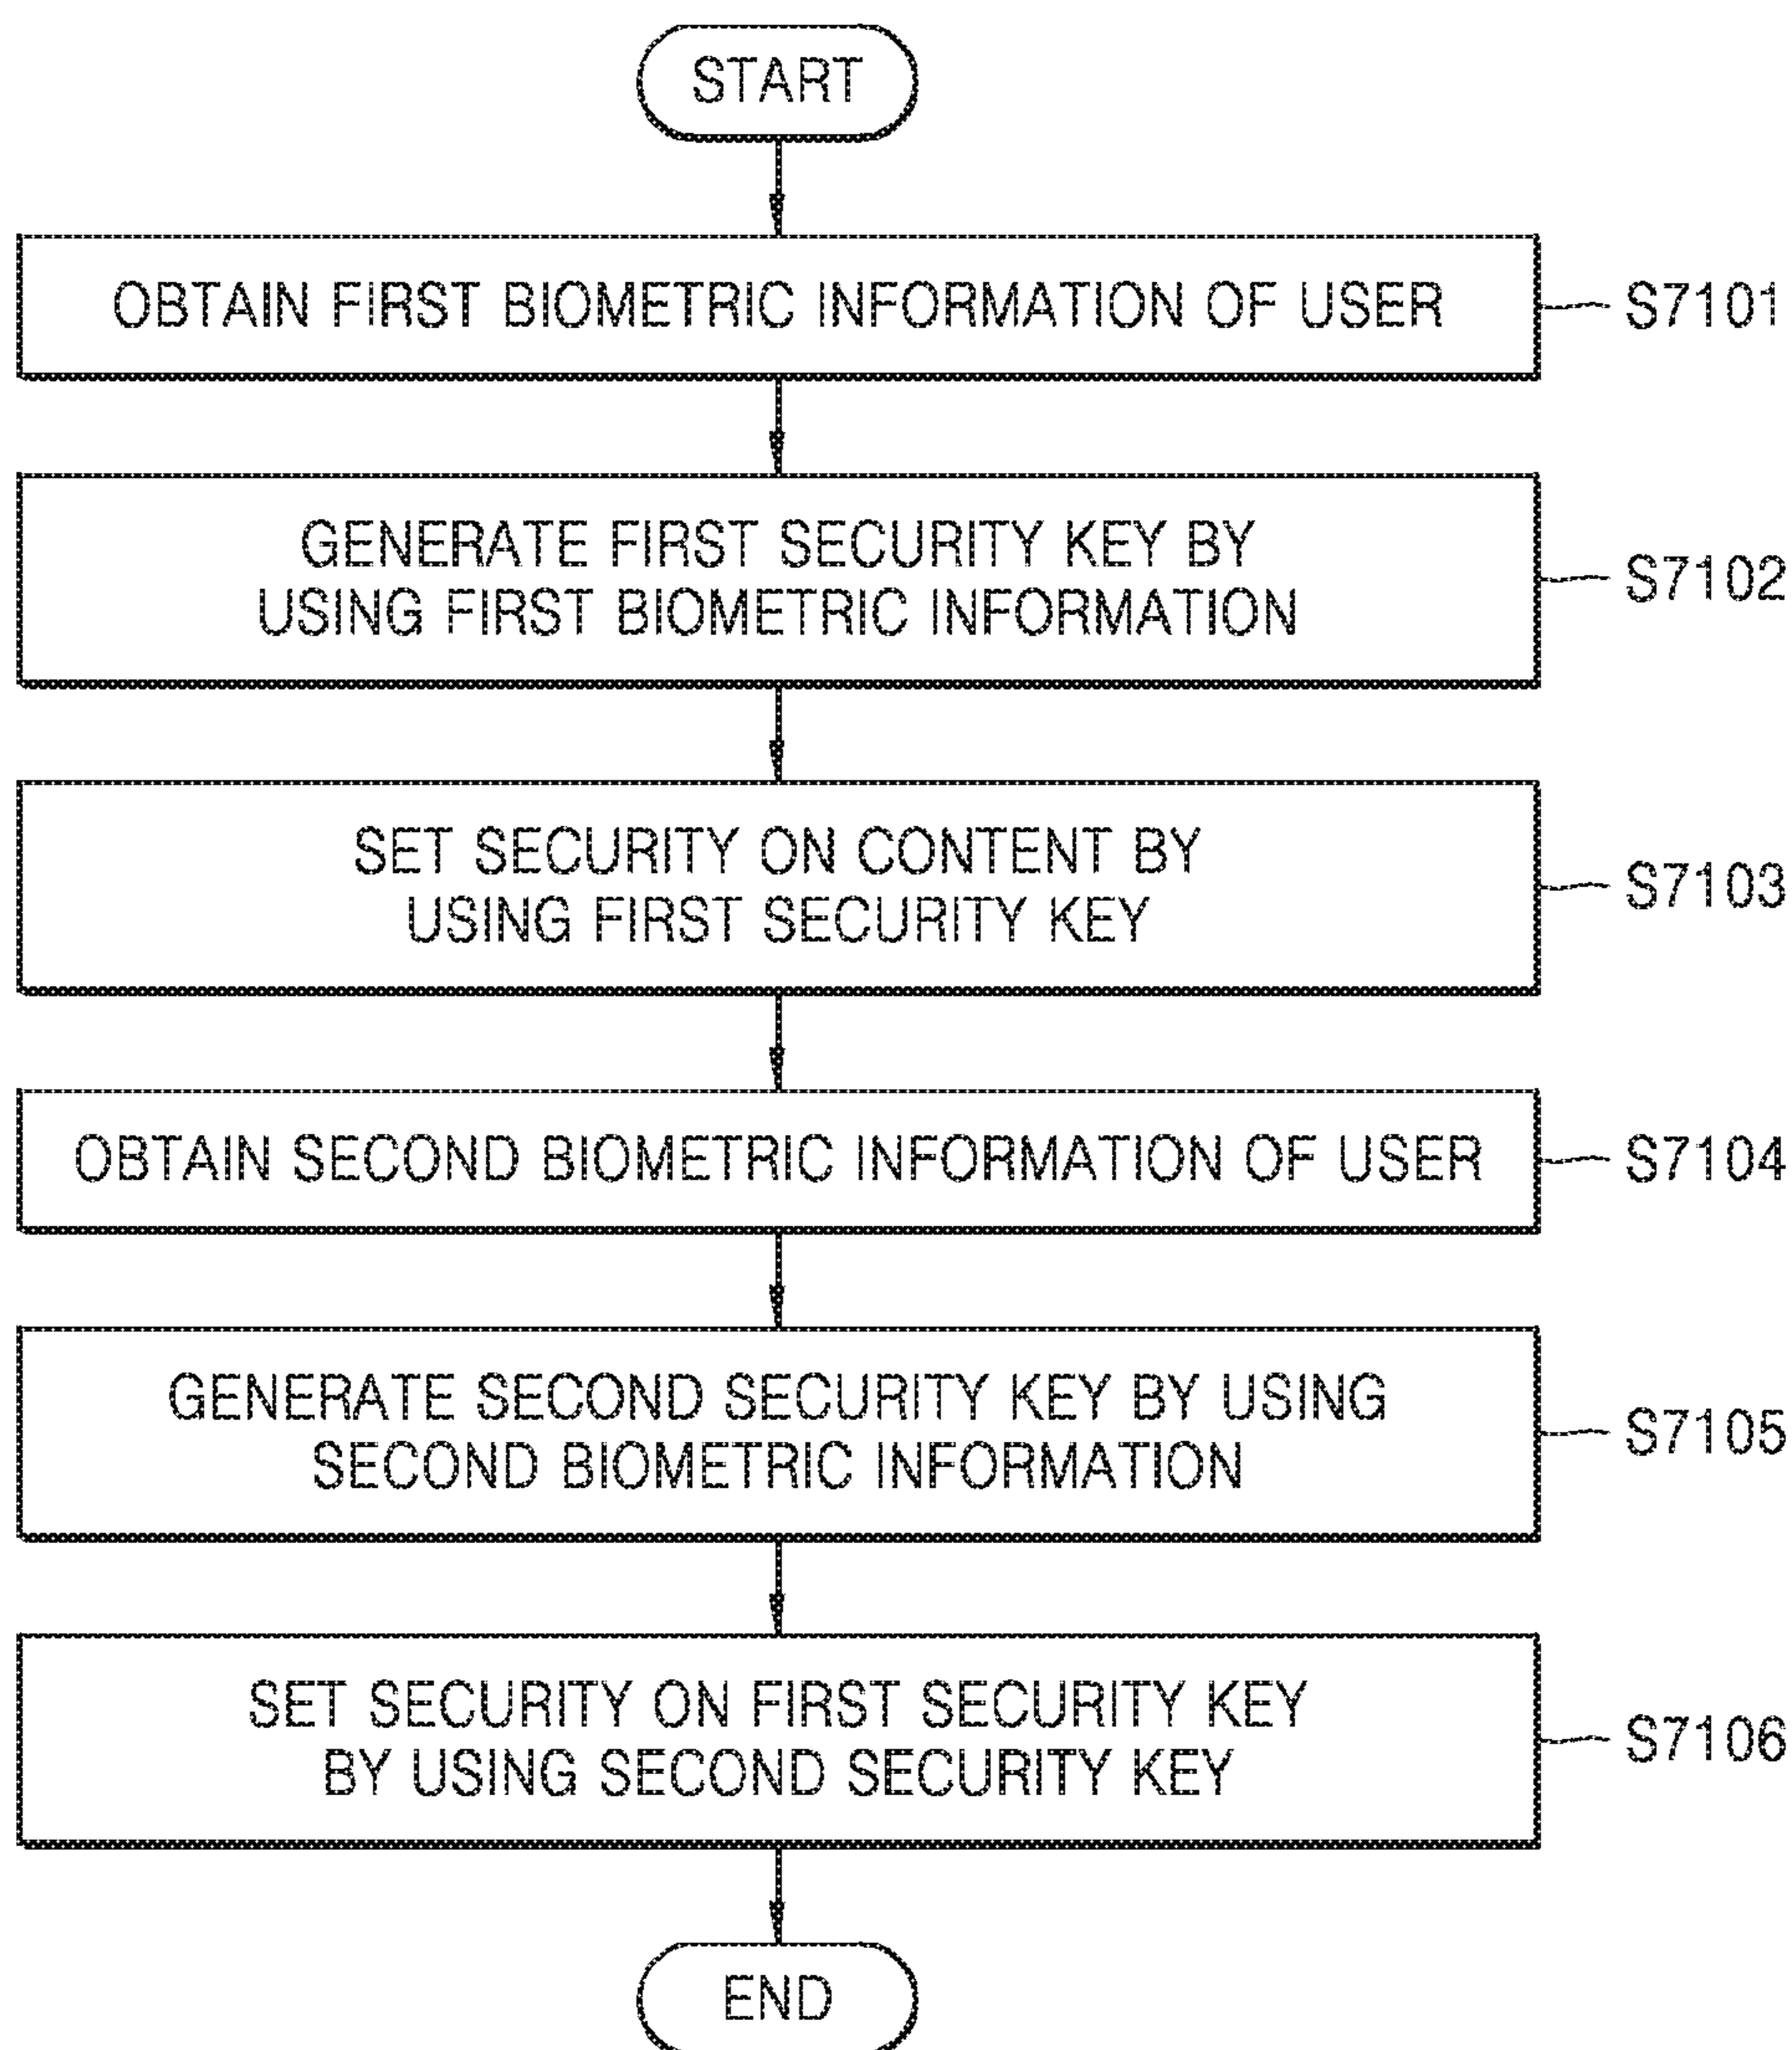 START
OBTAIN FIRST BIOMETRIC INFORMATION OF USER
S7101
GENERATE FIRST SECURITY KEY BY
USING FIRST BIOMETRIC INFORMATION
S7102
SET SECURITY ON CONTENT BY
USING FIRST SECURITY KEY
S7103
OBTAIN SECOND BIOMETRIC INFORMATION OF USER
S7104
GENERATE SECOND SECURITY KEY BY USING
SECOND BIOMETRIC INFORMATION
S7105
SET SECURITY ON FIRST SECURITY KEY
BY USING SECOND SECURITY KEY
S7106
END